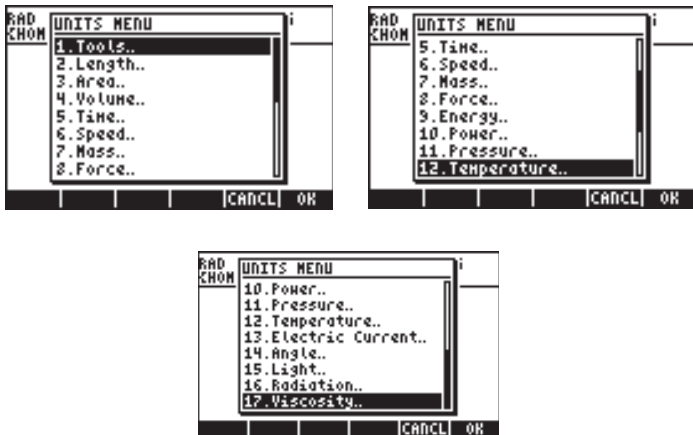 RAD
CHOM
UNITS MENU
i
1.Tools..
2.Length..
3.Area..
4.Volume..
5.Time..
6.Speed..
7.Mass..
8.Force..
CANCL OK
RAD
CHOM
UNITS MENU
i
5.Time..
6.Speed..
7.Mass..
8.Force..
9.Energy..
10.Power..
11.Pressure..
12.Temperature..
CANCL OK
RAD
CHOM
UNITS MENU
i
10.Power..
11.Pressure..
12.Temperature..
13.Electric Current..
14.Angle..
15.Light..
16.Radiation..
17.Viscosity..
CANCL OK